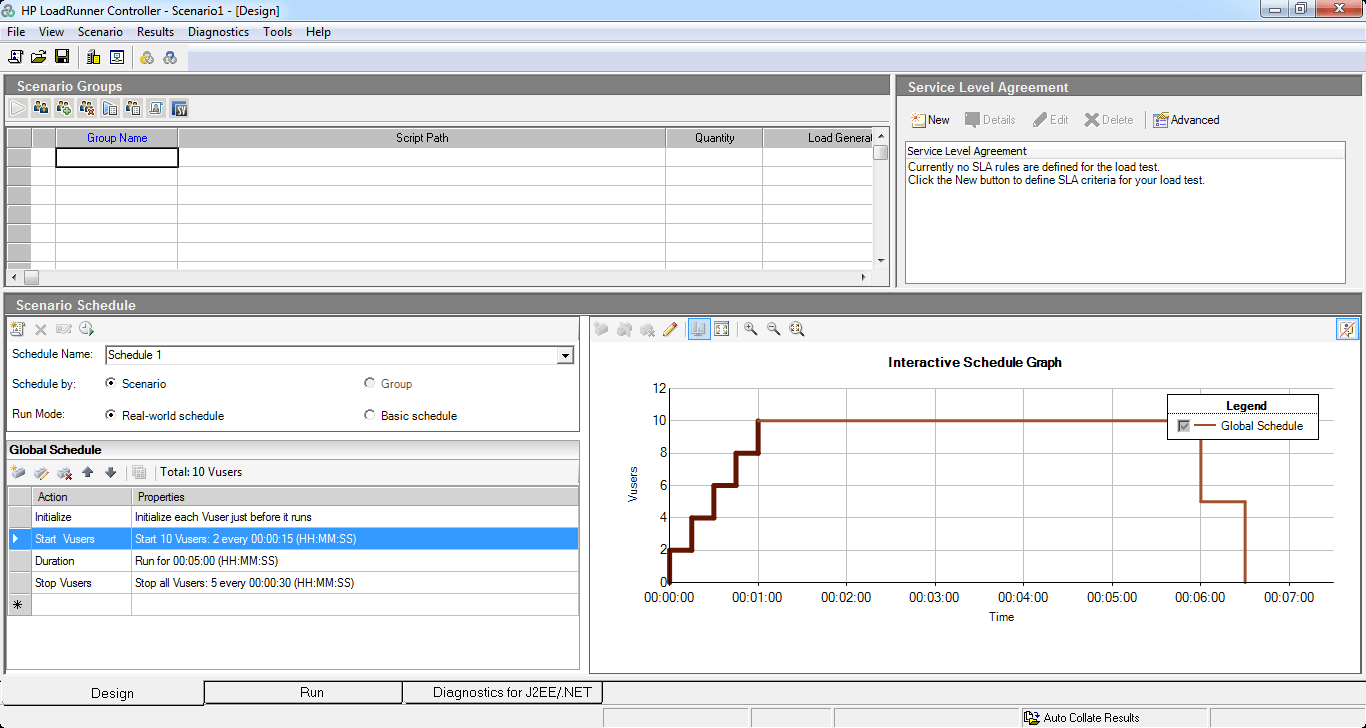 HP LoadRunner Controller - Scenario1 - [Design]
File View Scenario Results Diagnostics Tools Help
Scenario Groups
Group Name Script Path Quantity Load General
Service Level Agreement
New Details Edit Delete Advanced
Service Level Agreement
Currently no SLA rules are defined for the load test.
Click the New button to define SLA criteria for your load test.
Scenario Schedule
Schedule Name: Schedule 1
Schedule by: Scenario Group
Run Mode: Real-world schedule Basic schedule
Global Schedule
Total: 10 Vusers
Action Properties
Initialize Initialize each Vuser just before it runs
Start Vusers Start 10 Vusers: 2 every 00:00:15 (HH:MM:SS)
Duration Run for 00:05:00 (HH:MM:SS)
Stop Vusers Stop all Vusers: 5 every 00:00:30 (HH:MM:SS)
Interactive Schedule Graph
Legend
Global Schedule
12
10
8
6
4
2
0
Vusers
00:00:00 00:01:00 00:02:00 00:03:00 00:04:00 00:05:00 00:06:00 00:07:00
Time
Design Run Diagnostics for J2EE/.NET
Auto Collate Results